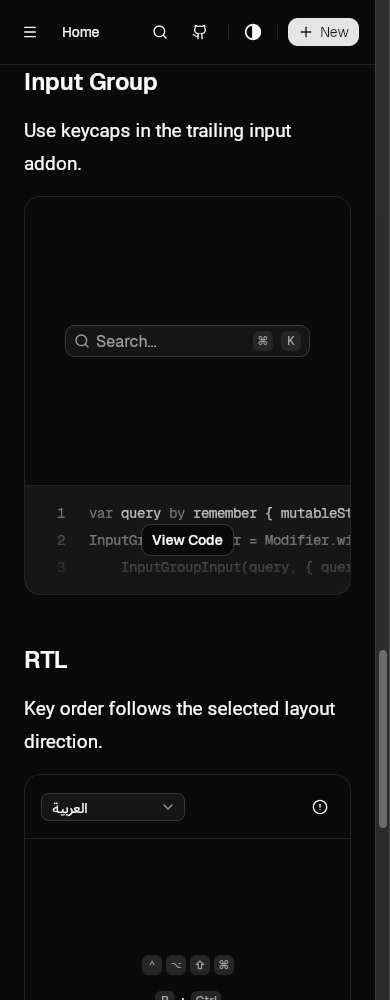 Home
New
Input Group
Use keycaps in the trailing input
addon.
Search...
⌘ K
1 var query by remember { mutableSt
2 InputGr r = Modifier.wi
View Code
3 InputGroupInput(query, { quer
RTL
Key order follows the selected layout
direction.
العربية
^ ⌥ ⇧ ⌘
Ctrl